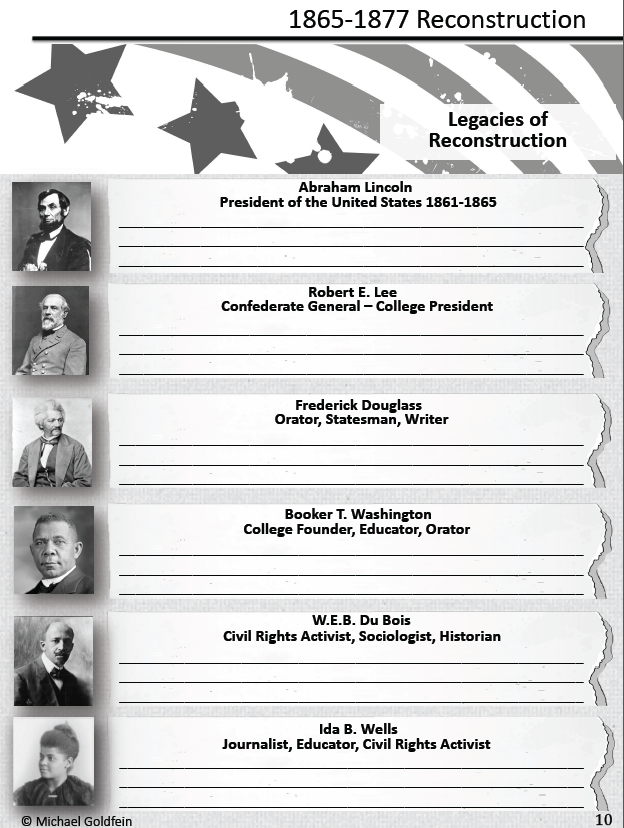 1865-1877 Reconstruction
Legacies of
Reconstruction
Abraham Lincoln
President of the United States 1861-1865
Robert E. Lee
Confederate General – College President
Frederick Douglass
Orator, Statesman, Writer
Booker T. Washington
College Founder, Educator, Orator
W.E.B. Du Bois
Civil Rights Activist, Sociologist, Historian
Ida B. Wells
Journalist, Educator, Civil Rights Activist
© Michael Goldfein
10